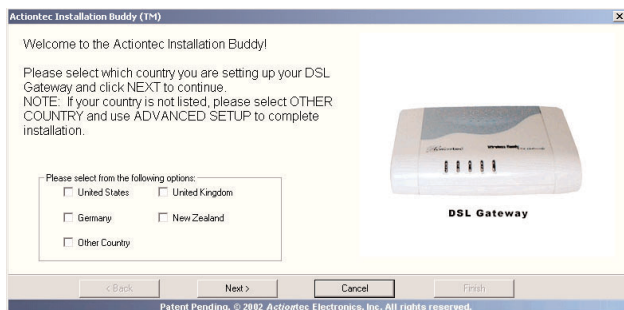 Actiontec Installation Buddy (TM)
Welcome to the Actiontec Installation Buddy!
Please select which country you are setting up your DSL
Gateway and click NEXT to continue.
NOTE: If your country is not listed, please select OTHER
COUNTRY and use ADVANCED SETUP to complete
installation.
Please select from the following options:
United States
United Kingdom
Germany
New Zealand
Other Country
Actiontec
Wireless Ready
DSL Gateway
< Back
Next >
Cancel
Finish
Patent Pending. © 2002 Actiontec Electronics, Inc. All rights reserved.